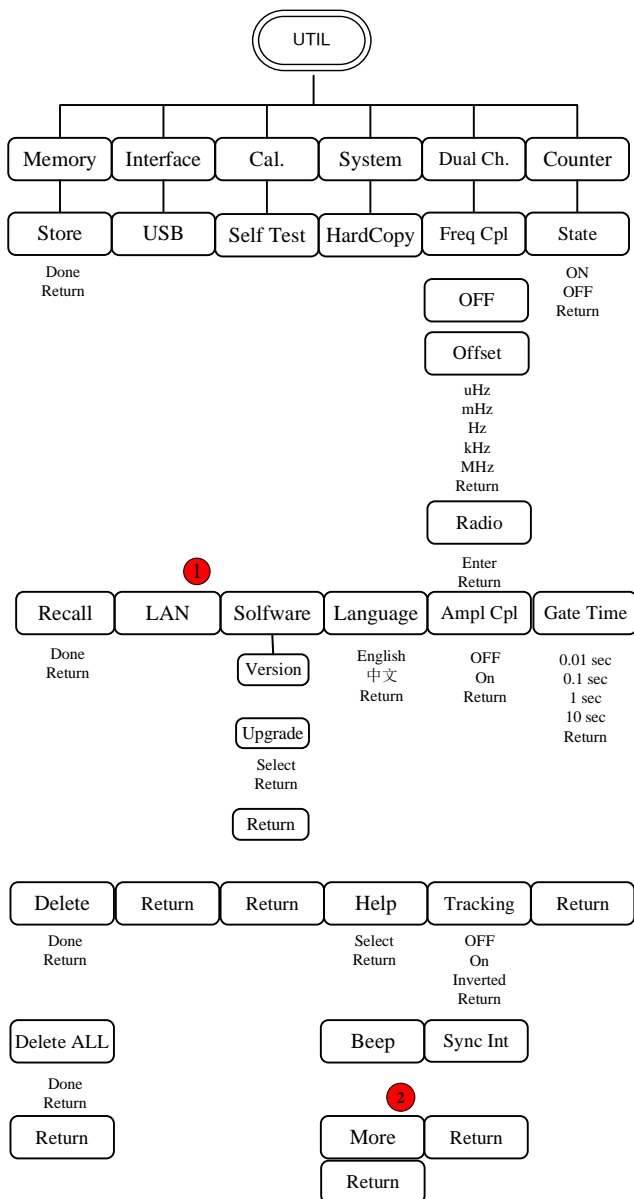 UTIL
Memory
Interface
Cal.
System
Dual Ch.
Counter
Store
USB
Self Test
HardCopy
Freq Cpl
State
Done
Return
ON
OFF
Return
OFF
Offset
uHz
mHz
Hz
kHz
MHz
Return
Radio
Enter
Return
1
Recall
LAN
Solfware
Language
Ampl Cpl
Gate Time
Done
Return
Version
English
中文
Return
OFF
On
Return
0.01 sec
0.1 sec
1 sec
10 sec
Return
Upgrade
Select
Return
Return
Delete
Return
Return
Help
Tracking
Return
Done
Return
Select
Return
OFF
On
Inverted
Return
Delete ALL
Beep
Sync Int
Done
Return
2
Return
More
Return
Return